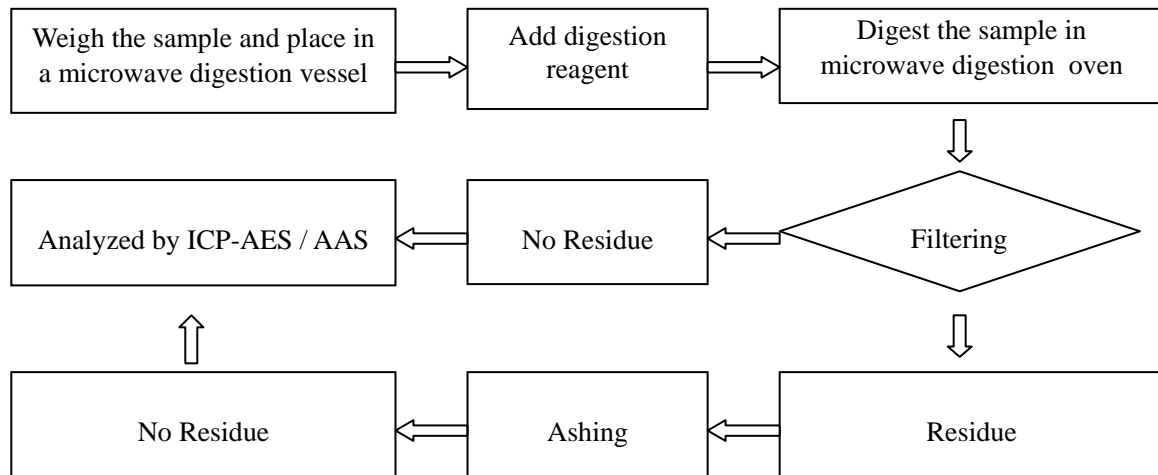 Weigh the sample and place in
a microwave digestion vessel
Add digestion
reagent
Digest the sample in
microwave digestion oven
Filtering
No Residue
Analyzed by ICP-AES / AAS
Residue
Ashing
No Residue